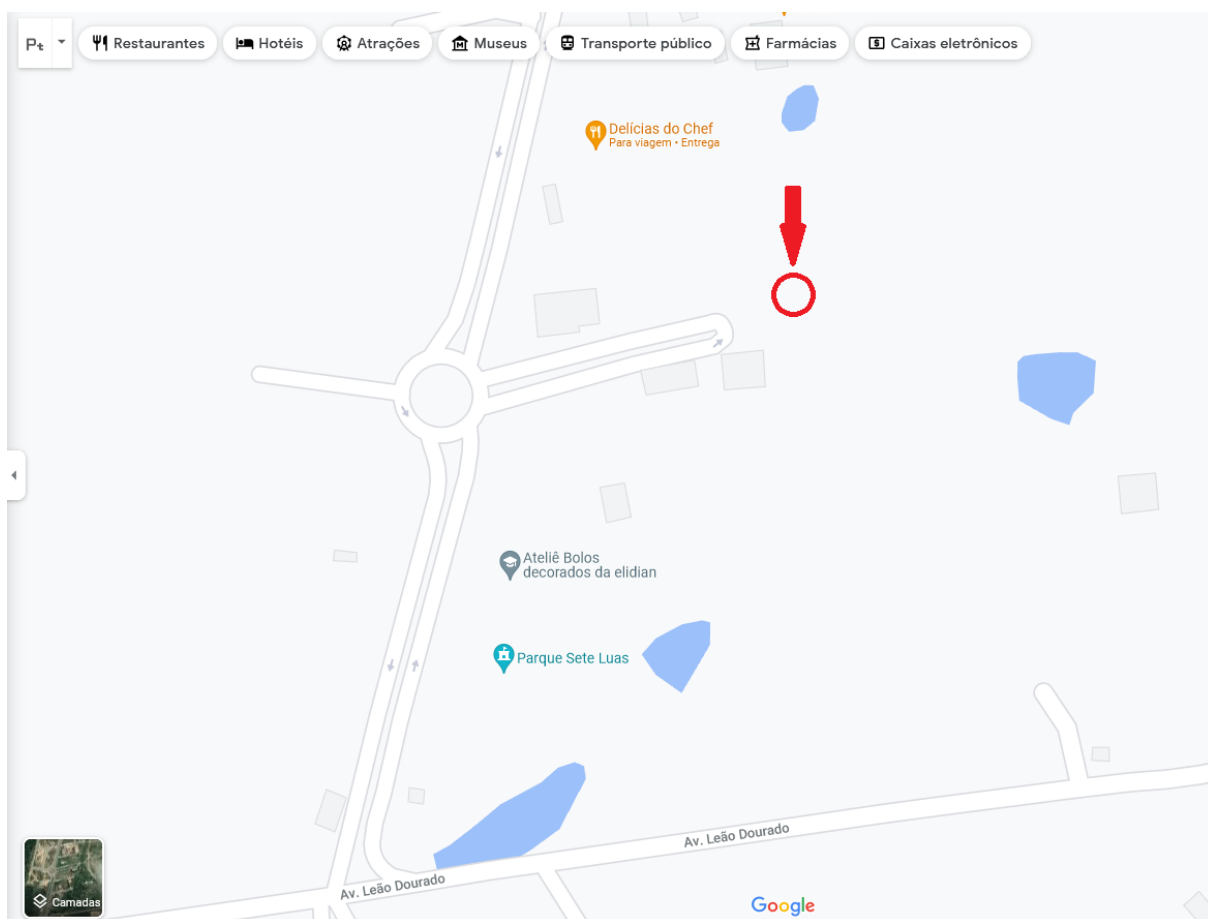 Pt
Restaurantes
Hotéis
Atrações
Museus
Transporte público
Farmácias
Caixas eletrônicos
Delícias do Chef
Para viagem • Entrega
Ateliê Bolos
decorados da elidian
Parque Sete Luas
Av. Leão Dourado
Av. Leão Dourado
Camadas
Google